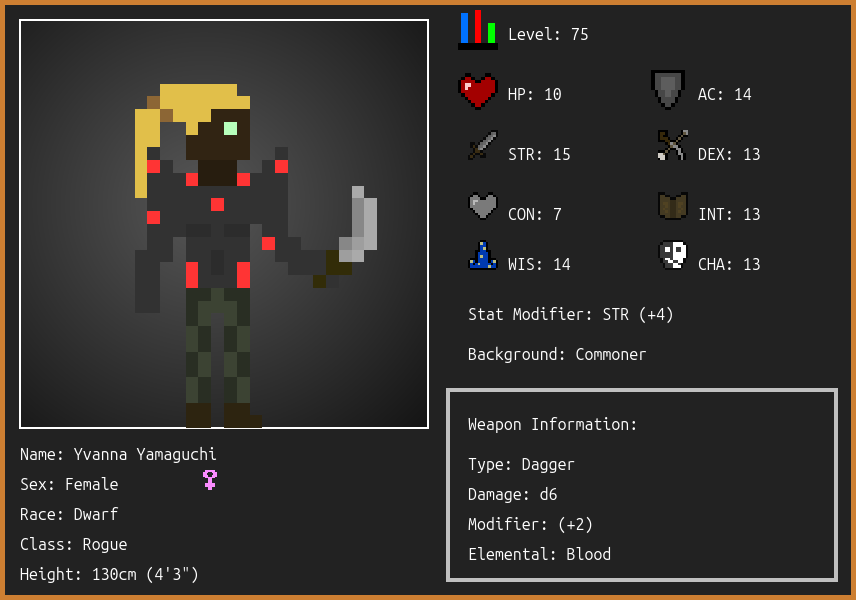 Level: 75
HP: 10
AC: 14
STR: 15
DEX: 13
CON: 7
INT: 13
WIS: 14
CHA: 13
Stat Modifier: STR (+4)
Background: Commoner
Weapon Information:
Type: Dagger
Damage: d6
Modifier: (+2)
Elemental: Blood
Name: Yvanna Yamaguchi
Sex: Female
Race: Dwarf
Class: Rogue
Height: 130cm (4'3")